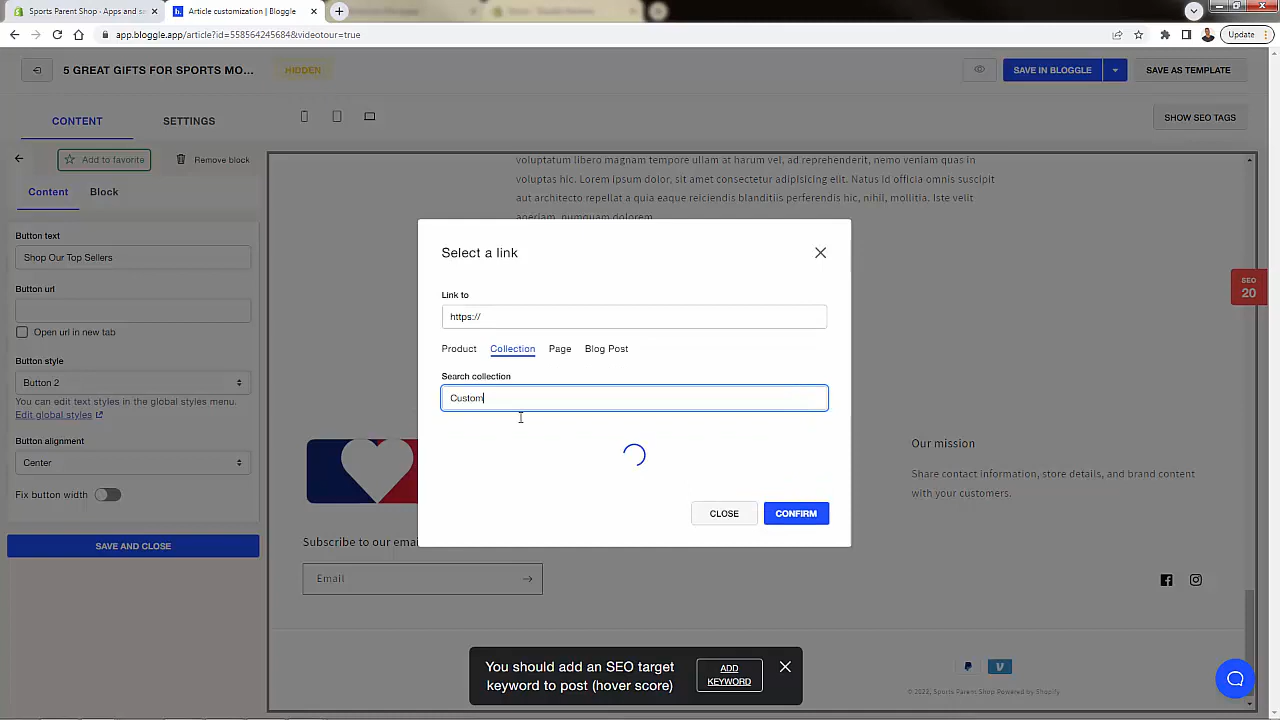 Sports Parent Shop - Apps and s
Article customization | Bloggle
app.bloggle.app/article?id=558564245684&videotour=true
Update
5 GREAT GIFTS FOR SPORTS MO...
HIDDEN
SAVE IN BLOGGLE
SAVE AS TEMPLATE
CONTENT
SETTINGS
SHOW SEO TAGS
Add to favorite
Remove block
Content
Block
Button text
Shop Our Top Sellers
Button url
Open url in new tab
Button style
Button 2
You can edit text styles in the global styles menu.
Edit global styles
Button alignment
Center
Fix button width
SAVE AND CLOSE
voluptatum libero magnam tempore ullam at harum vel, ad reprehenderit, nemo veniam quas in
voluptas hic. Lorem ipsum dolor, sit amet consectetur adipisicing elit. Quia id officia omnis suscipit
aut architecto repellat a quia eaque reiciendis blanditiis perferendis hic, nihil, mollitia. Iusto id
aperiam, numquam dolorem.
Select a link
Link to
https://
Product
Collection
Page
Blog Post
Search collection
Custom
CLOSE
CONFIRM
SEO
20
Our mission
Share contact information, store details, and brand content
with your customers.
Subscribe to our emai
Email
You should add an SEO target
keyword to post (hover score)
ADD
KEYWORD
© 2022, Sports Parent Shop Powered by Shopify